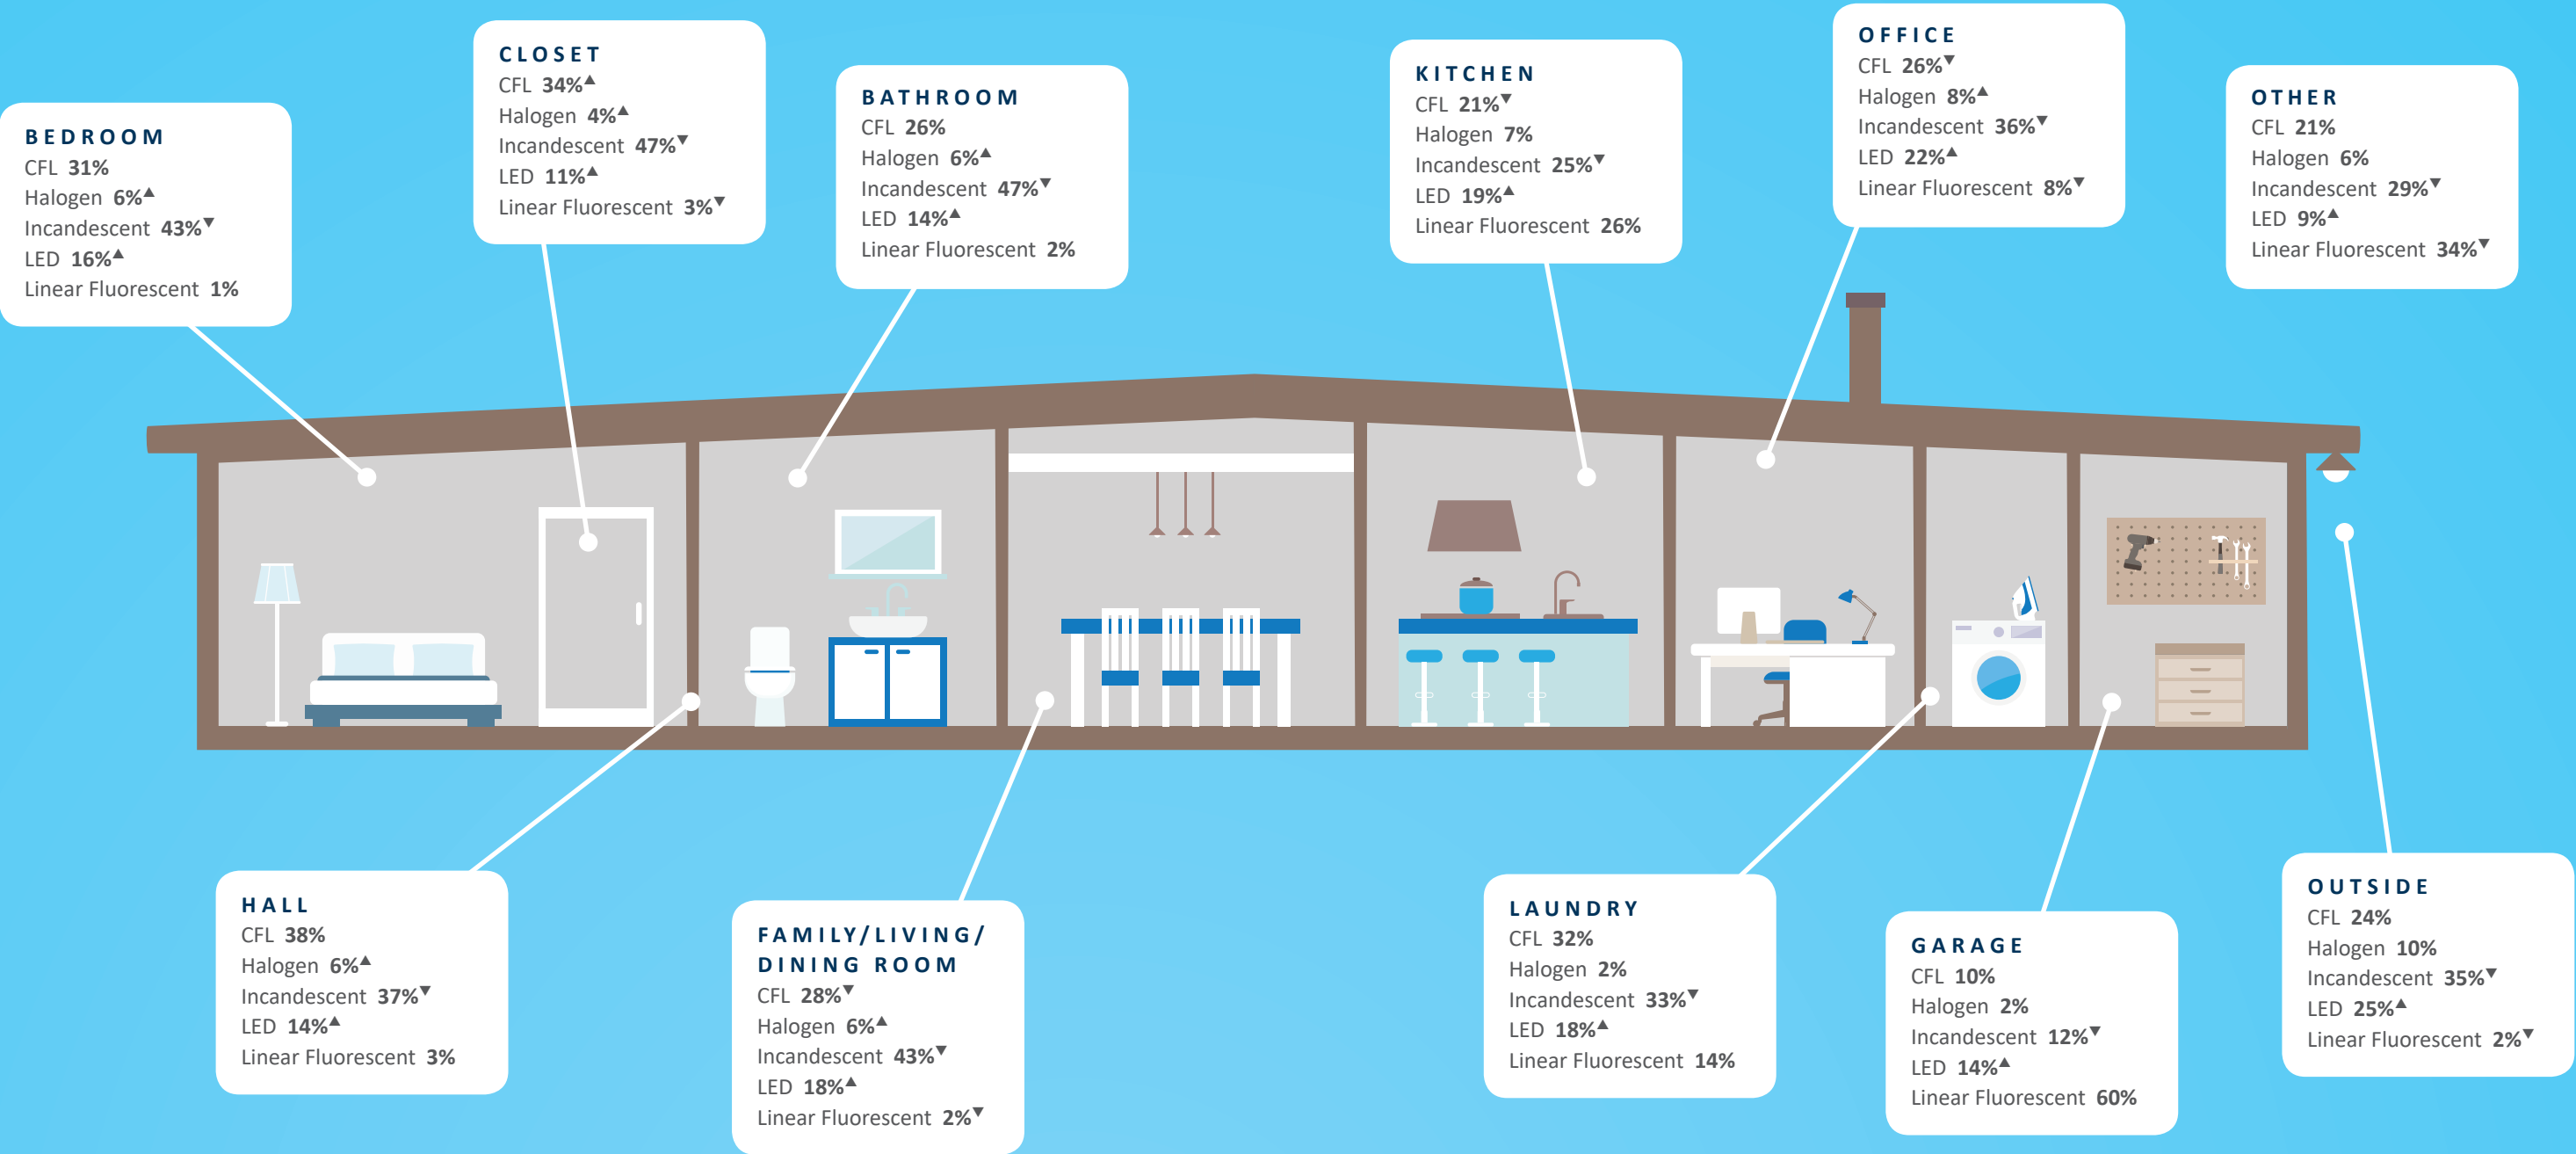 BEDROOM
CFL 31%
Halogen 6%▲
Incandescent 43%▼
LED 16%▲
Linear Fluorescent 1%
CLOSET
CFL 34%▲
Halogen 4%▲
Incandescent 47%▼
LED 11%▲
Linear Fluorescent 3%▼
BATHROOM
CFL 26%
Halogen 6%▲
Incandescent 47%▼
LED 14%▲
Linear Fluorescent 2%
KITCHEN
CFL 21%▼
Halogen 7%
Incandescent 25%▼
LED 19%▲
Linear Fluorescent 26%
OFFICE
CFL 26%▼
Halogen 8%▲
Incandescent 36%▼
LED 22%▲
Linear Fluorescent 8%▼
OTHER
CFL 21%
Halogen 6%
Incandescent 29%▼
LED 9%▲
Linear Fluorescent 34%▼
HALL
CFL 38%
Halogen 6%▲
Incandescent 37%▼
LED 14%▲
Linear Fluorescent 3%
FAMILY/LIVING/
DINING ROOM
CFL 28%▼
Halogen 6%▲
Incandescent 43%▼
LED 18%▲
Linear Fluorescent 2%▼
LAUNDRY
CFL 32%
Halogen 2%
Incandescent 33%▼
LED 18%▲
Linear Fluorescent 14%
GARAGE
CFL 10%
Halogen 2%
Incandescent 12%▼
LED 14%▲
Linear Fluorescent 60%
OUTSIDE
CFL 24%
Halogen 10%
Incandescent 35%▼
LED 25%▲
Linear Fluorescent 2%▼